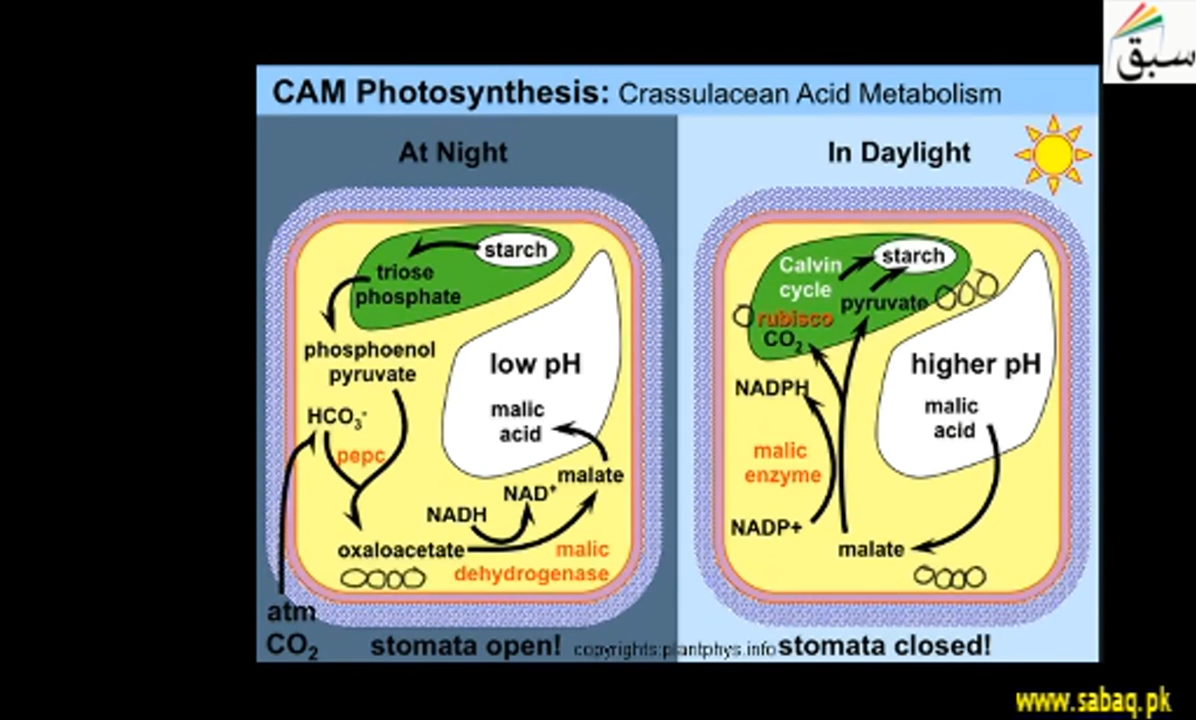 سبق
CAM Photosynthesis: Crassulacean Acid Metabolism
At Night
starch
triose
phosphate
phosphoenol
pyruvate
HCO3-
pepc
low pH
malic
acid
malate
NAD+
NADH
oxaloacetate
malic
dehydrogenase
atm
CO2
stomata open!
copyrights:plantphys.info
In Daylight
starch
Calvin
cycle
pyruvate
rubisco
CO2
NADPH
higher pH
malic
acid
malic
enzyme
NADP+
malate
stomata closed!
www.sabaq.pk